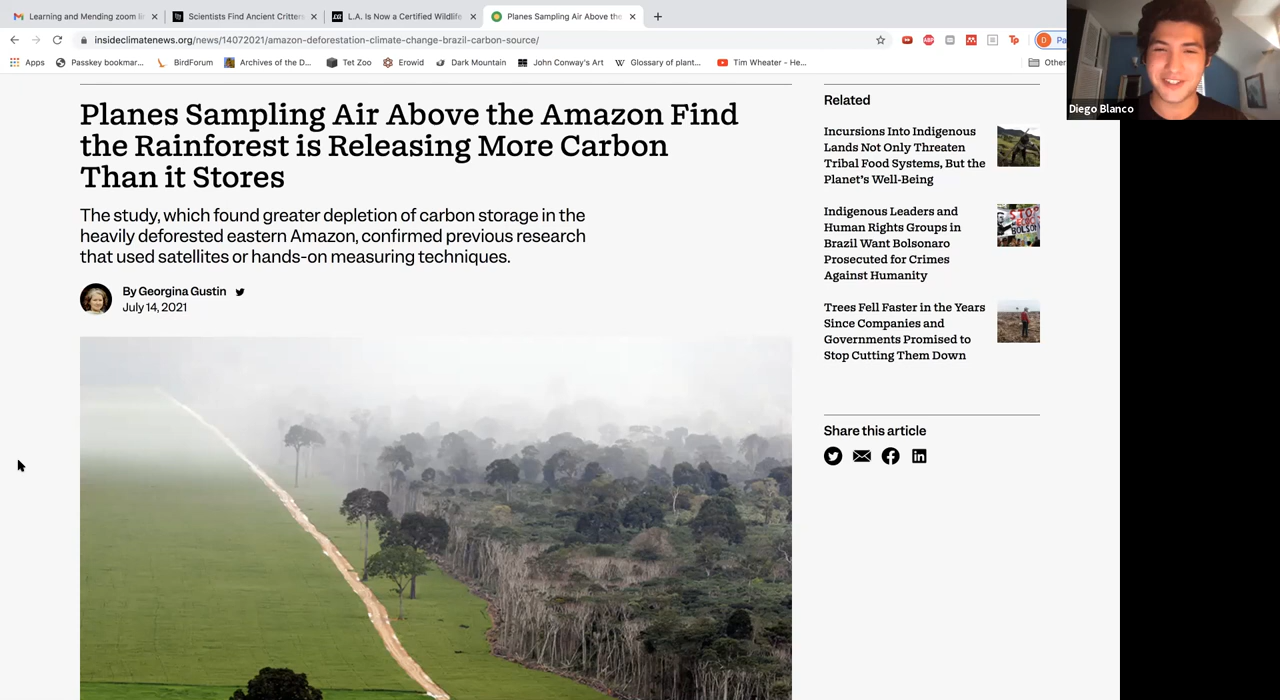 Learning and Mending zoom li
Scientists Find Ancient Critters
L.A. Is Now a Certified Wildlife
Planes Sampling Air Above the
insideclimatenews.org/news/14072021/amazon-deforestation-climate-change-brazil-carbon-source/
ABP
Tp
D
Pa
Apps
Passkey bookmar...
BirdForum
Archives of the D...
Tet Zoo
Erowid
Dark Mountain
John Conway's Art
Glossary of plant...
Tim Wheater - He...
Other
Diego Blanco
Planes Sampling Air Above the Amazon Find
the Rainforest is Releasing More Carbon
Than it Stores
The study, which found greater depletion of carbon storage in the
heavily deforested eastern Amazon, confirmed previous research
that used satellites or hands-on measuring techniques.
By Georgina Gustin
July 14, 2021
Related
Incursions Into Indigenous
Lands Not Only Threaten
Tribal Food Systems, But the
Planet's Well-Being
Indigenous Leaders and
Human Rights Groups in
Brazil Want Bolsonaro
Prosecuted for Crimes
Against Humanity
STOP
Trees Fell Faster in the Years
Since Companies and
Governments Promised to
Stop Cutting Them Down
Share this article